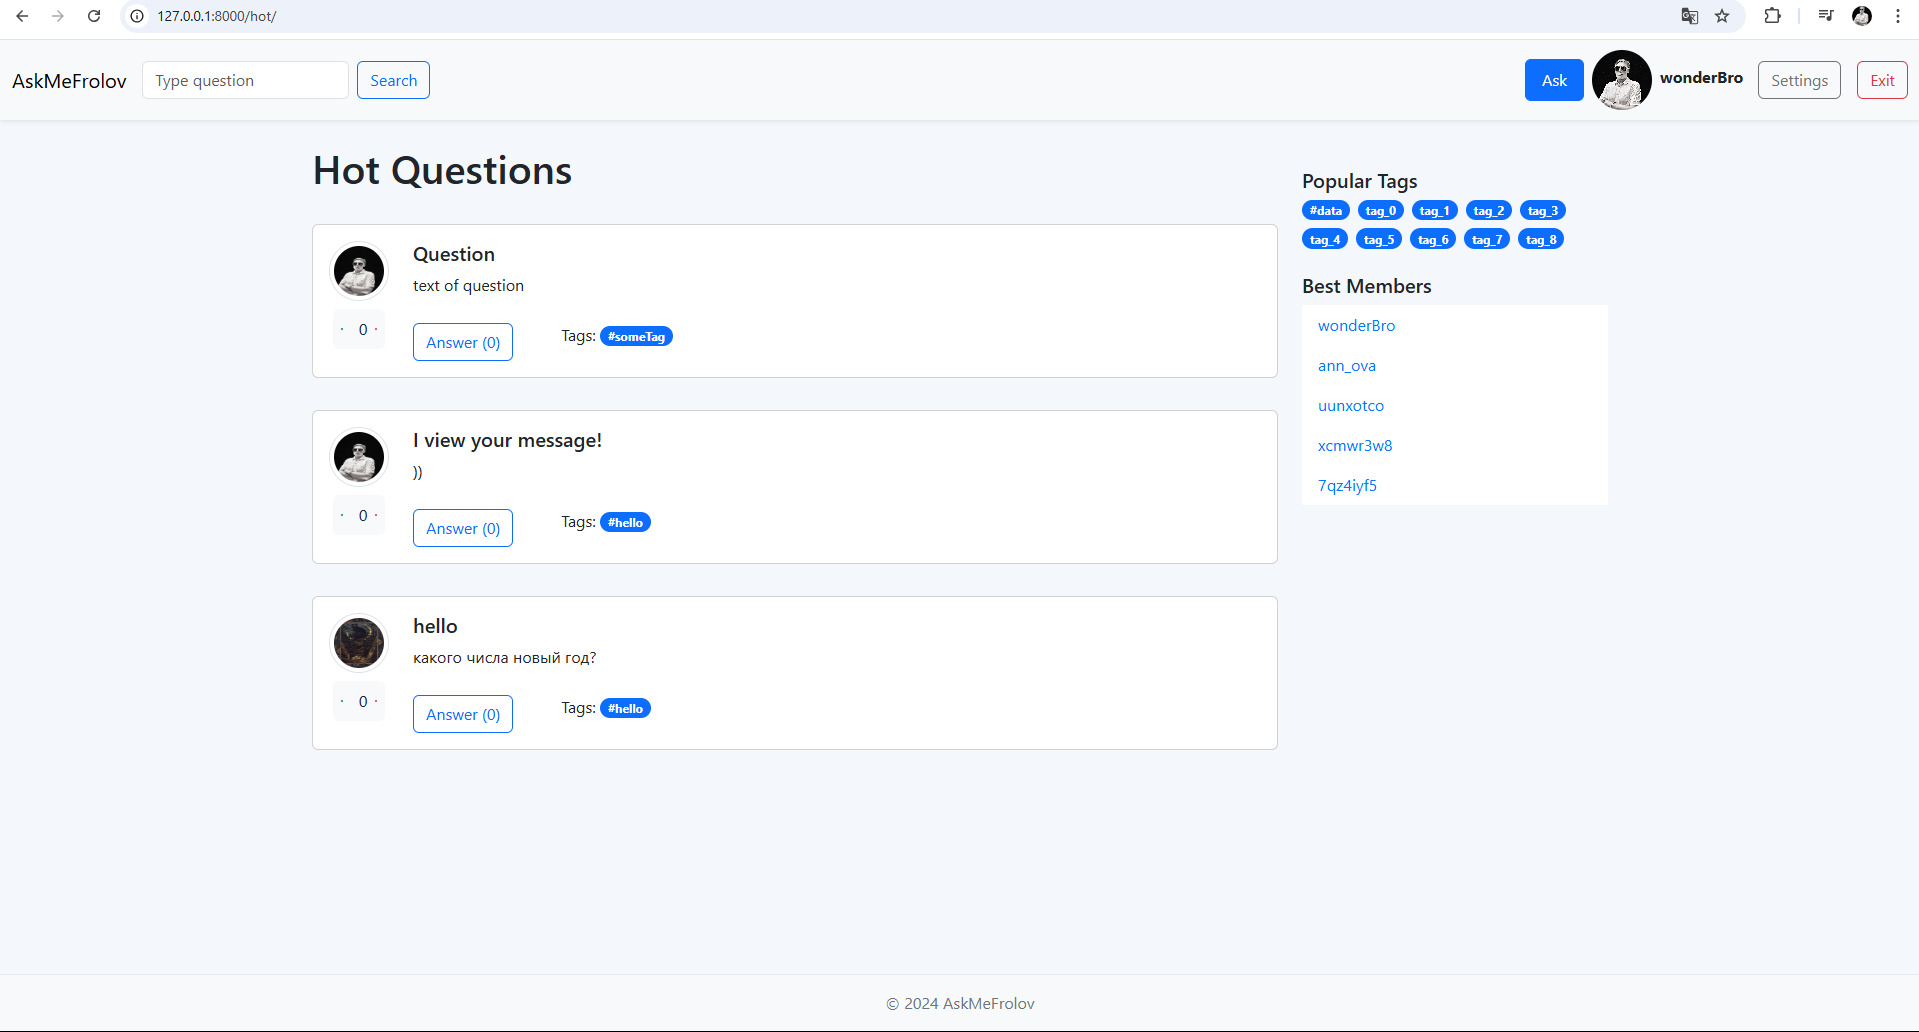 127.0.0.1:8000/hot/
AskMeFrolov Type question Search Ask wonderBro Settings Exit
Hot Questions
Question
text of question
0
Answer (0) Tags: #someTag
I view your message!
))
0
Answer (0) Tags: #hello
hello
какого числа новый год?
0
Answer (0) Tags: #hello
Popular Tags
#data tag_0 tag_1 tag_2 tag_3
tag_4 tag_5 tag_6 tag_7 tag_8
Best Members
wonderBro
ann_ova
uunxotco
xcmwr3w8
7qz4iyf5
© 2024 AskMeFrolov